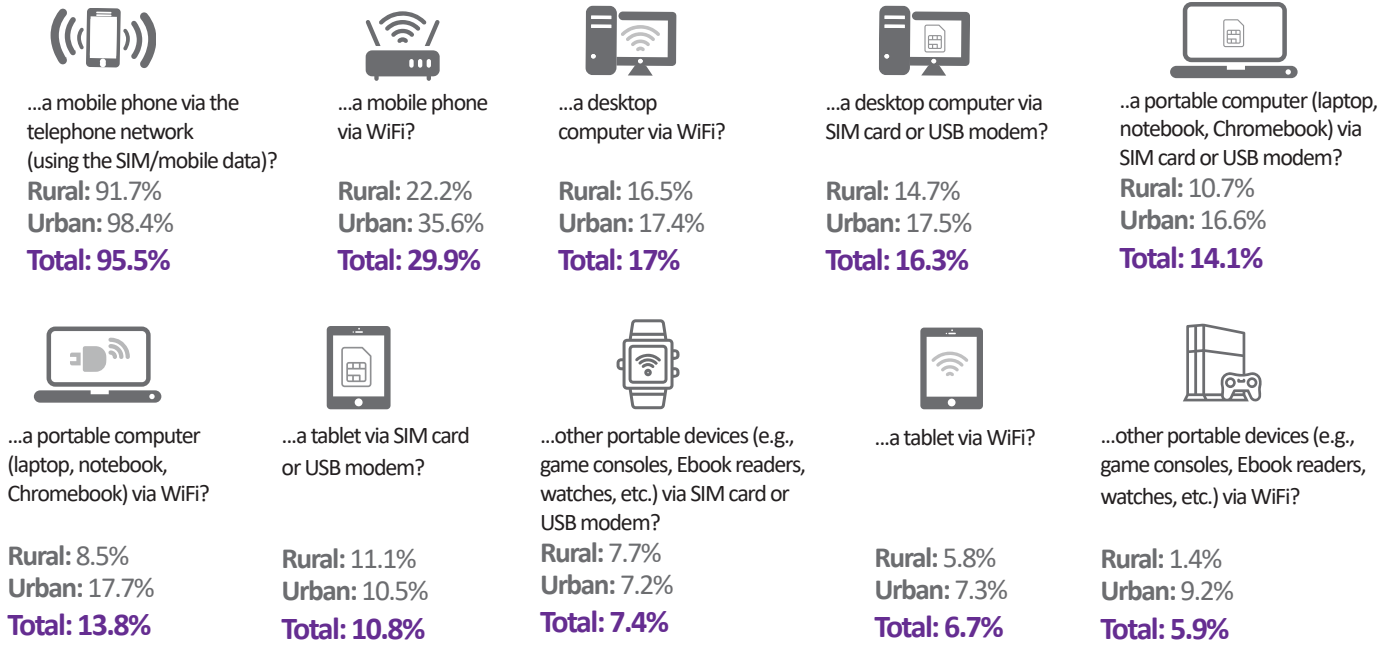 ...a mobile phone via the
telephone network
(using the SIM/mobile data)?
Rural: 91.7%
Urban: 98.4%
Total: 95.5%
...a mobile phone
via WiFi?
Rural: 22.2%
Urban: 35.6%
Total: 29.9%
...a desktop
computer via WiFi?
Rural: 16.5%
Urban: 17.4%
Total: 17%
...a desktop computer via
SIM card or USB modem?
Rural: 14.7%
Urban: 17.5%
Total: 16.3%
..a portable computer (laptop,
notebook, Chromebook) via
SIM card or USB modem?
Rural: 10.7%
Urban: 16.6%
Total: 14.1%
...a portable computer
(laptop, notebook,
Chromebook) via WiFi?
Rural: 8.5%
Urban: 17.7%
Total: 13.8%
...a tablet via SIM card
or USB modem?
Rural: 11.1%
Urban: 10.5%
Total: 10.8%
...other portable devices (e.g.,
game consoles, Ebook readers,
watches, etc.) via SIM card or
USB modem?
Rural: 7.7%
Urban: 7.2%
Total: 7.4%
...a tablet via WiFi?
Rural: 5.8%
Urban: 7.3%
Total: 6.7%
...other portable devices (e.g.,
game consoles, Ebook readers,
watches, etc.) via WiFi?
Rural: 1.4%
Urban: 9.2%
Total: 5.9%